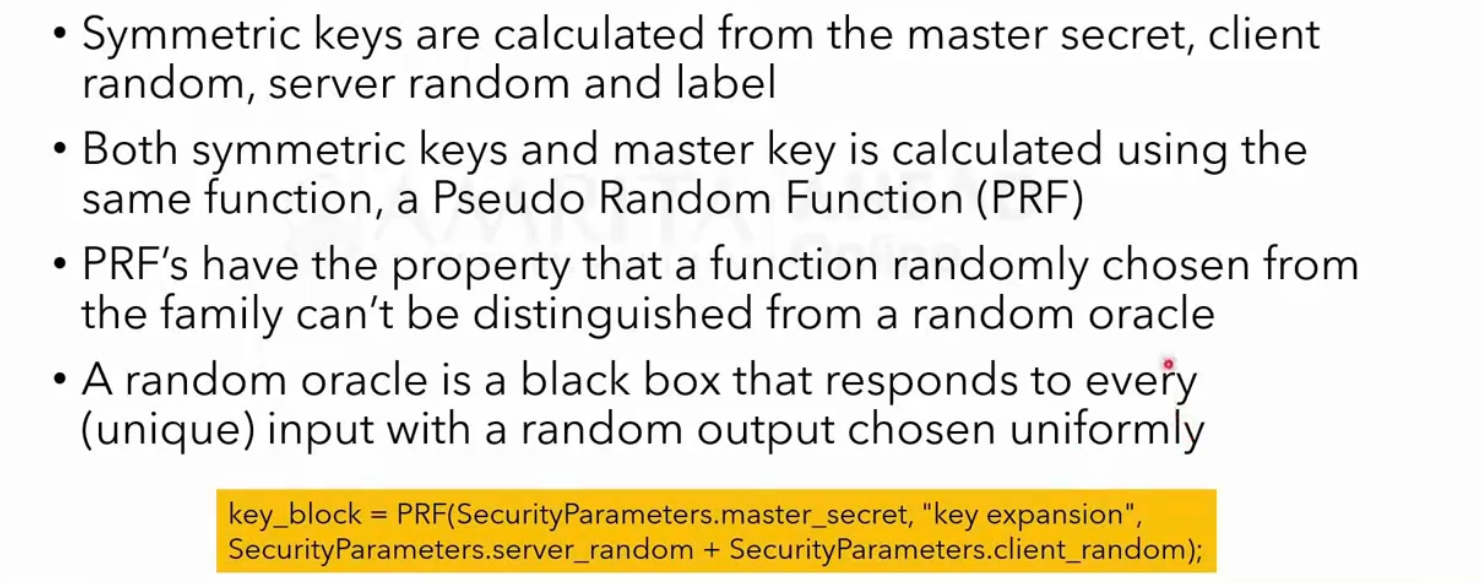 • Symmetric keys are calculated from the master secret, client
random, server random and label
• Both symmetric keys and master key is calculated using the
same function, a Pseudo Random Function (PRF)
• PRF's have the property that a function randomly chosen from
the family can't be distinguished from a random oracle
• A random oracle is a black box that responds to every
(unique) input with a random output chosen uniformly
key_block = PRF(SecurityParameters.master_secret, "key expansion",
SecurityParameters.server_random + SecurityParameters.client_random);